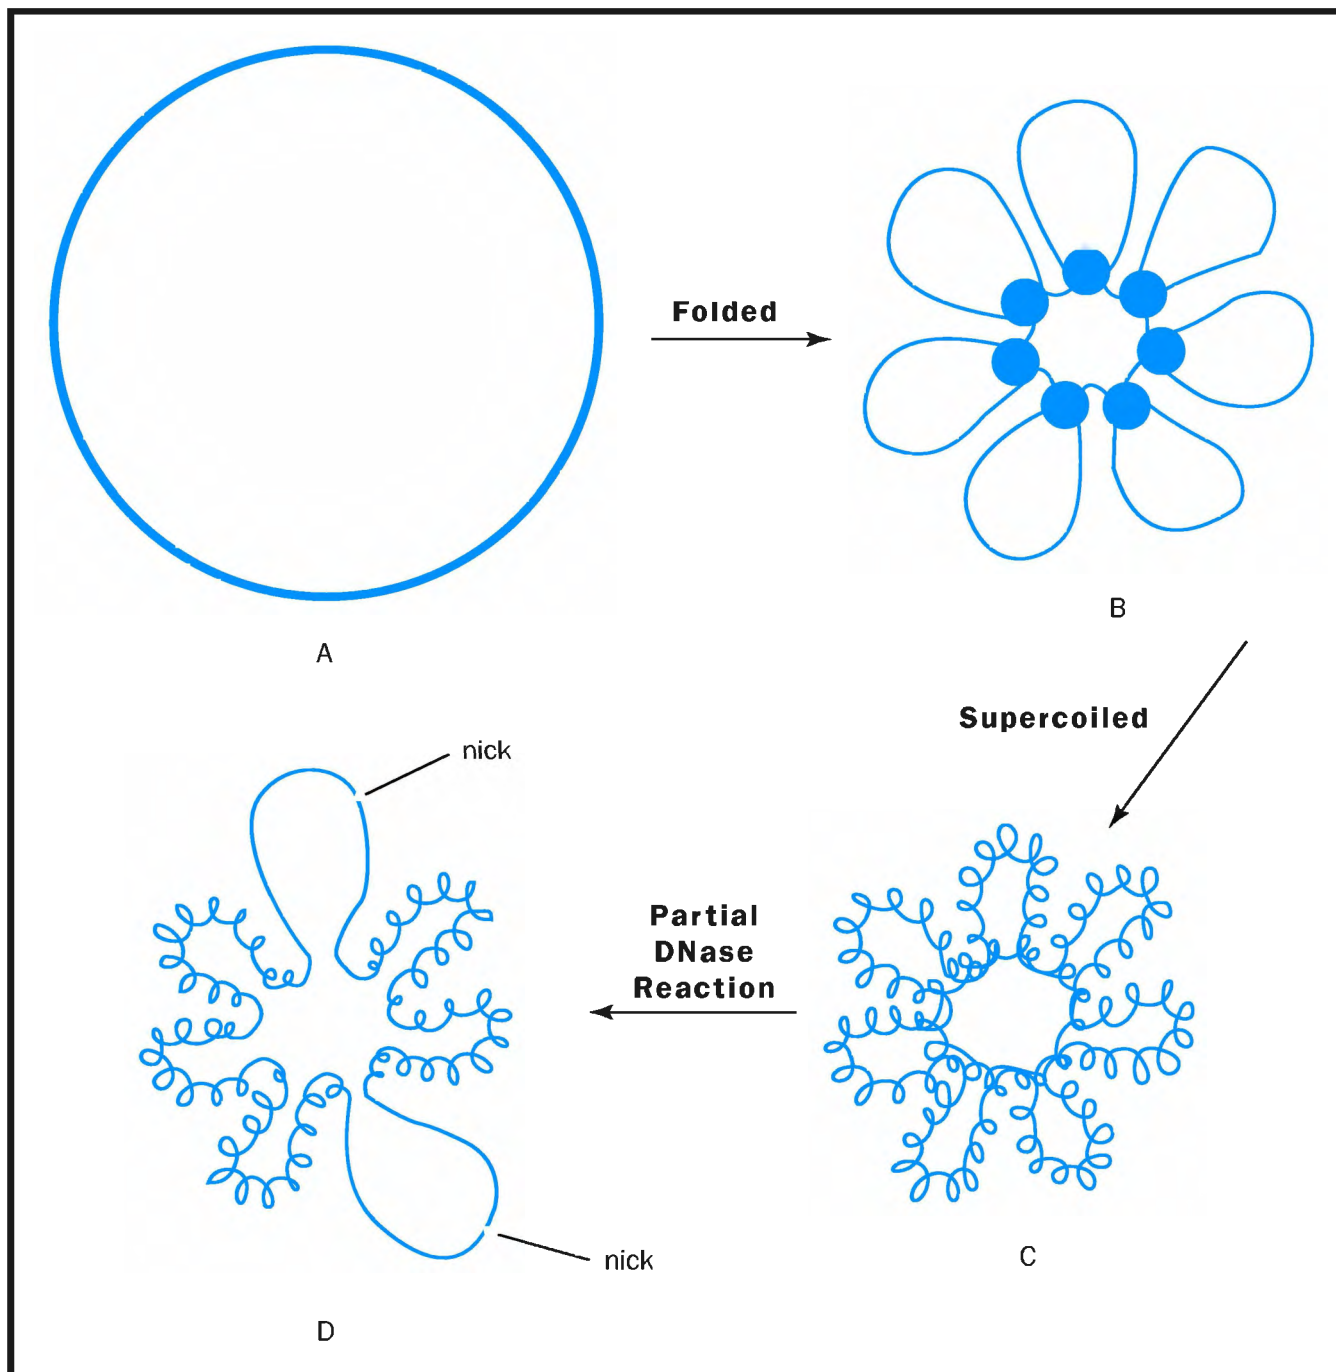 Folded
A
B
Supercoiled
nick
Partial
DNase
Reaction
nick
C
D